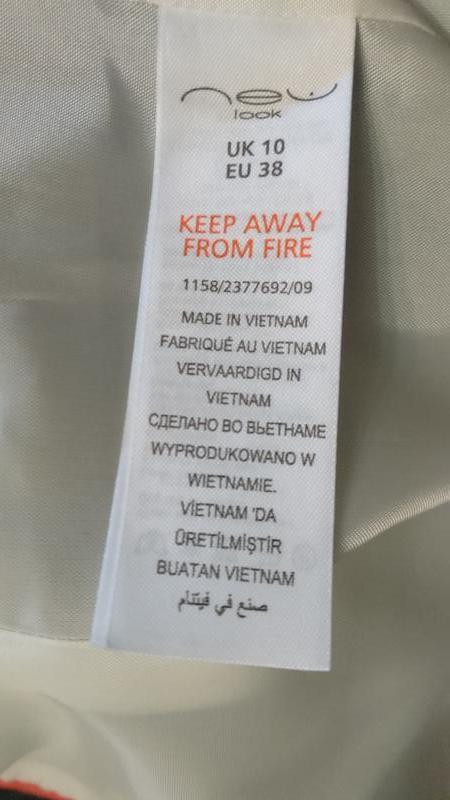 new
look
UK 10
EU 38
KEEP AWAY
FROM FIRE
1158/2377692/09
MADE IN VIETNAM
FABRIQUÉ AU VIETNAM
VERVAARDIGD IN
VIETNAM
СДЕЛАНО ВО ВЬЕТНАМЕ
WYPRODUKOWANO W
WIETNAMIE.
VİETNAM 'DA
ÜRETİLMİŞTİR
BUATAN VIETNAM
صنع في فيتنام